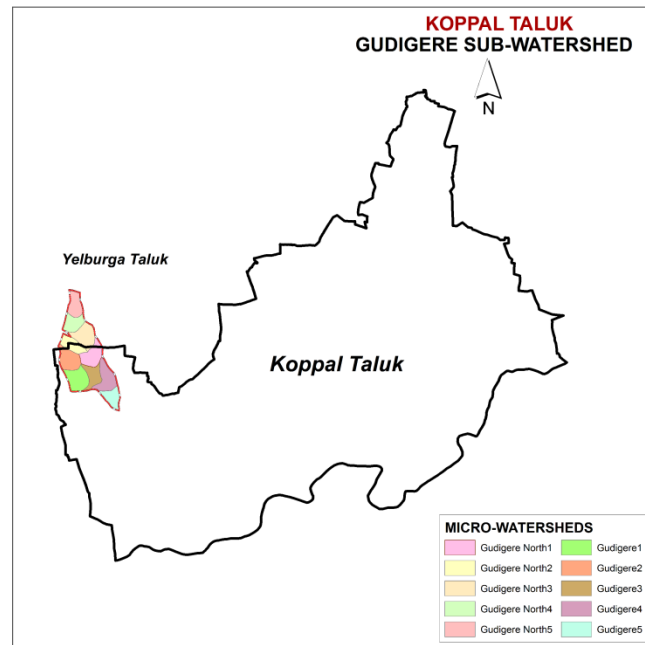 KOPPAL TALUK
GUDIGERE SUB-WATERSHED
N
Yelburga Taluk
Koppal Taluk
MICRO-WATERSHEDS
Gudigere North1 Gudigere1
Gudigere North2 Gudigere2
Gudigere North3 Gudigere3
Gudigere North4 Gudigere4
Gudigere North5 Gudigere5